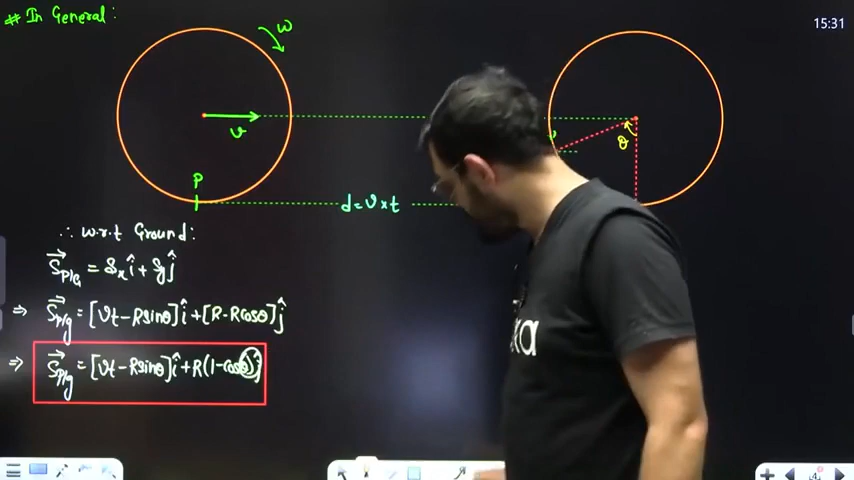 # In General :
15:31
ω
v
θ
P
d = v × t
∴ w.r.t Ground :
S⃗P/G = Sx î + Sy ĵ
⇒ S⃗P/g = [vt - Rsinθ] î + [R - Rcosθ] ĵ
⇒ S⃗P/g = [vt - Rsinθ] î + R(1 - cosθ) ĵ